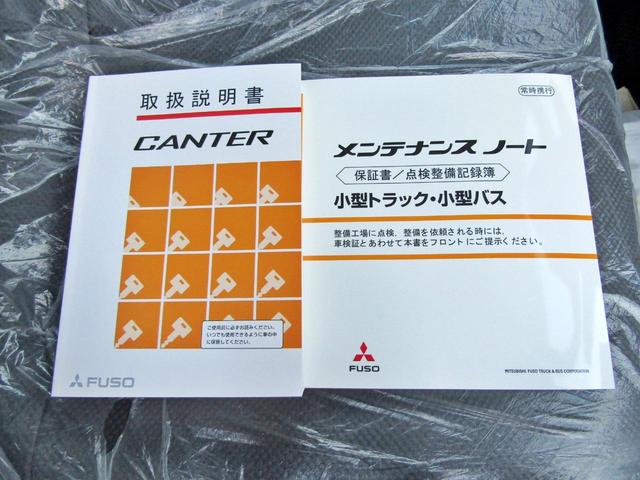 取扱説明書
CANTER
ご使用前に必ずお読みください。
いつでも使用できるように車の中
に保管してください。
FUSO
常時携行
メンテナンス ノート
保証書／点検整備記録簿
小型トラック・小型バス
整備工場に点検、整備を依頼される時には、
車検証とあわせて本書をフロントにご提示ください。
FUSO
MITSUBISHI FUSO TRUCK & BUS CORPORATION